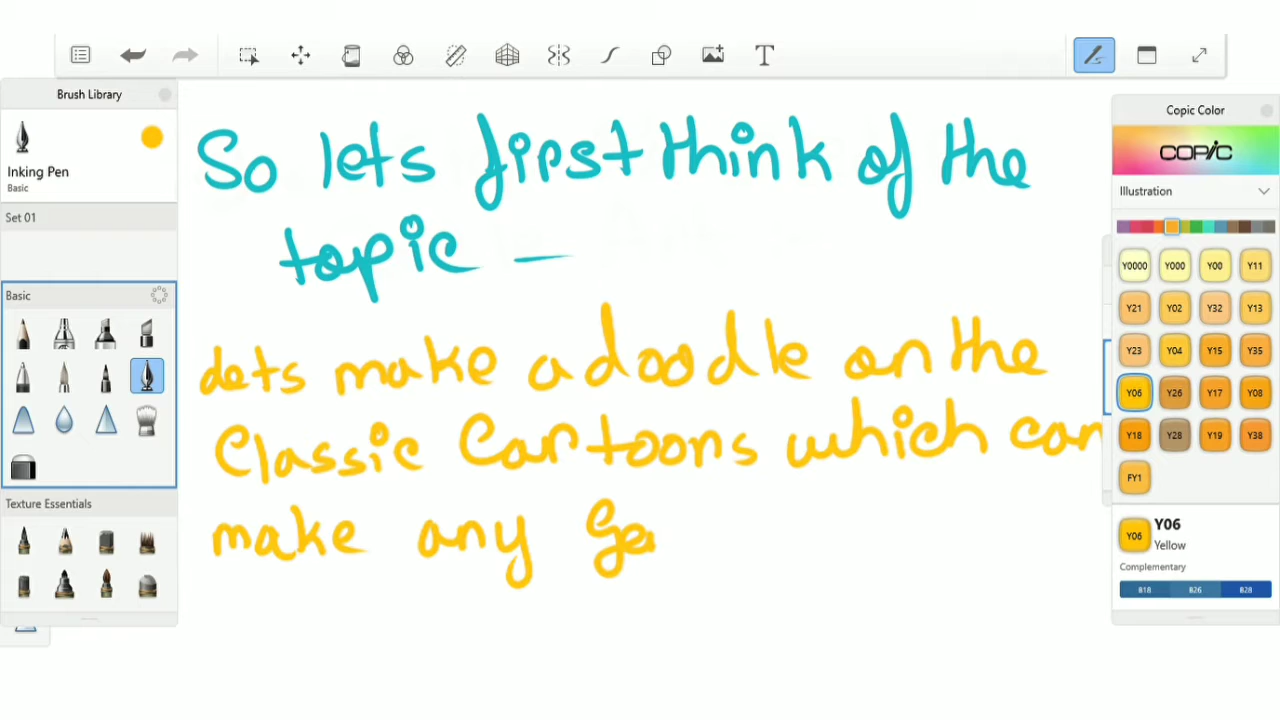 Brush Library
Copic Color
Inking Pen
Basic
COPIC
Illustration
Set 01
Basic
Texture Essentials
So lets first think of the
topic —
Lets make a doodle on the
Classic Cartoons which can
make any Ge
Y0000 Y000 Y00 Y11
Y21 Y02 Y32 Y13
Y23 Y04 Y15 Y35
Y06 Y26 Y17 Y08
Y18 Y28 Y19 Y38
FY1
Y06 Y06
Yellow
Complementary
B18 B26 B28